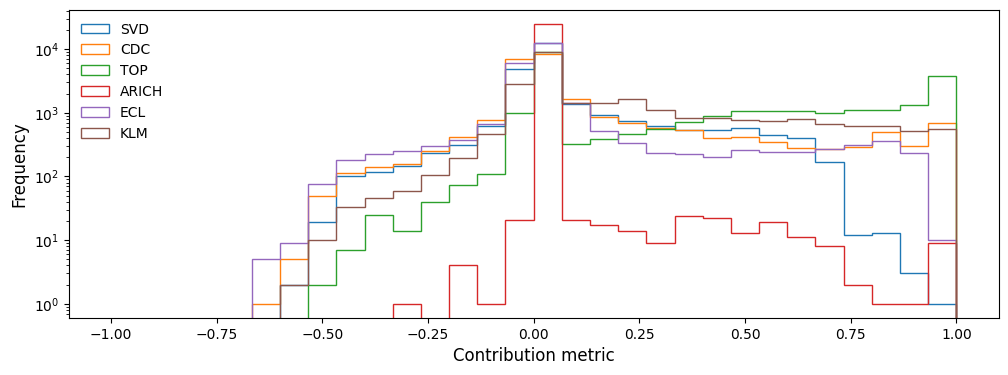 SVD
CDC
TOP
ARICH
ECL
KLM
Frequency
10⁴
10³
10²
10¹
10⁰
−1.00 −0.75 −0.50 −0.25 0.00 0.25 0.50 0.75 1.00
Contribution metric